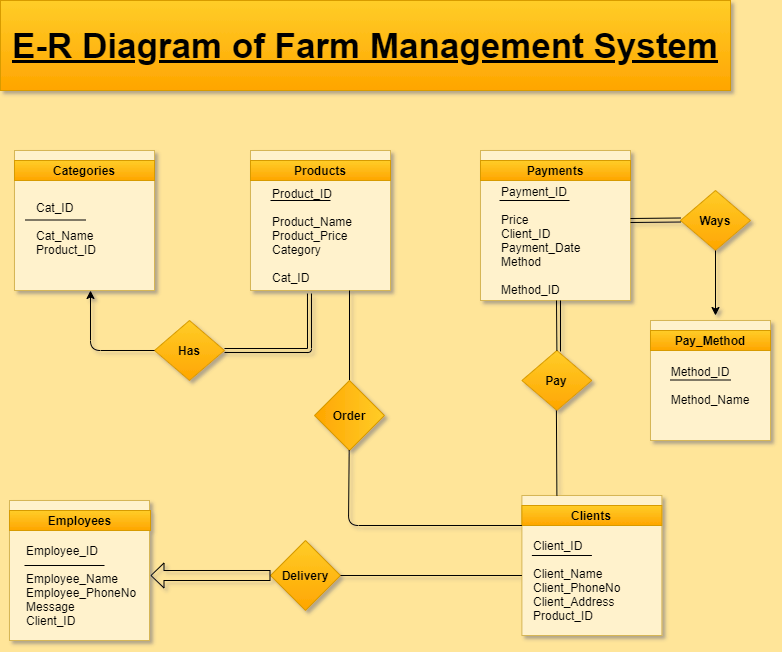 E-R Diagram of Farm Management System
Categories
Cat_ID
Cat_Name
Product_ID
Products
Product_ID
Product_Name
Product_Price
Category
Cat_ID
Payments
Payment_ID
Price
Client_ID
Payment_Date
Method
Method_ID
Ways
Has
Pay_Method
Method_ID
Method_Name
Pay
Order
Employees
Employee_ID
Employee_Name
Employee_PhoneNo
Message
Client_ID
Delivery
Clients
Client_ID
Client_Name
Client_PhoneNo
Client_Address
Product_ID